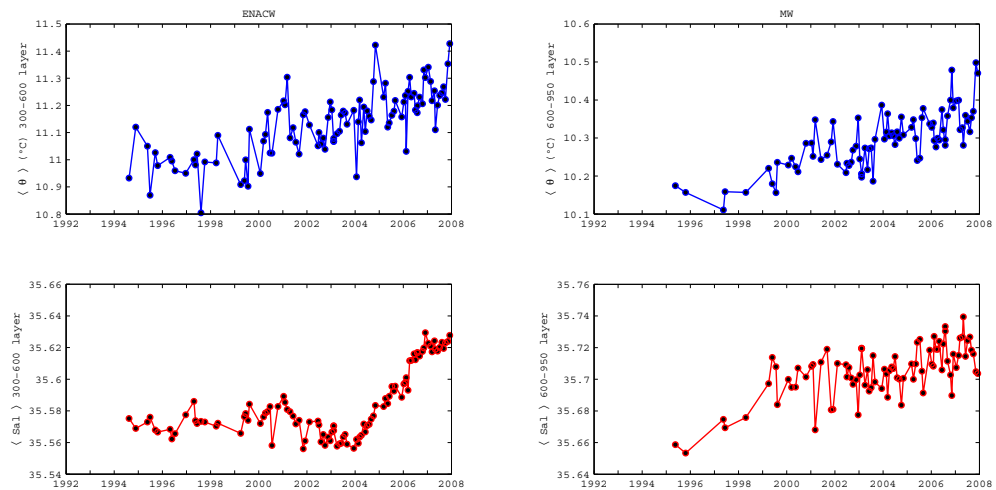 ENACW
11.5
11.4
11.3
11.2
11.1
11.0
10.9
10.8
⟨ θ ⟩ (°C) 300-600 layer
1992 1994 1996 1998 2000 2002 2004 2006 2008
MW
10.6
10.5
10.4
10.3
10.2
10.1
⟨ θ ⟩ (°C) 600-950 layer
1992 1994 1996 1998 2000 2002 2004 2006 2008
35.66
35.62
35.6
35.58
35.56
35.54
⟨ Sal ⟩ 300-600 layer
1992 1994 1996 1998 2000 2002 2004 2006 2008
35.76
35.74
35.72
35.7
35.68
35.66
35.64
⟨ Sal ⟩ 600-950 layer
1992 1994 1996 1998 2000 2002 2004 2006 2008